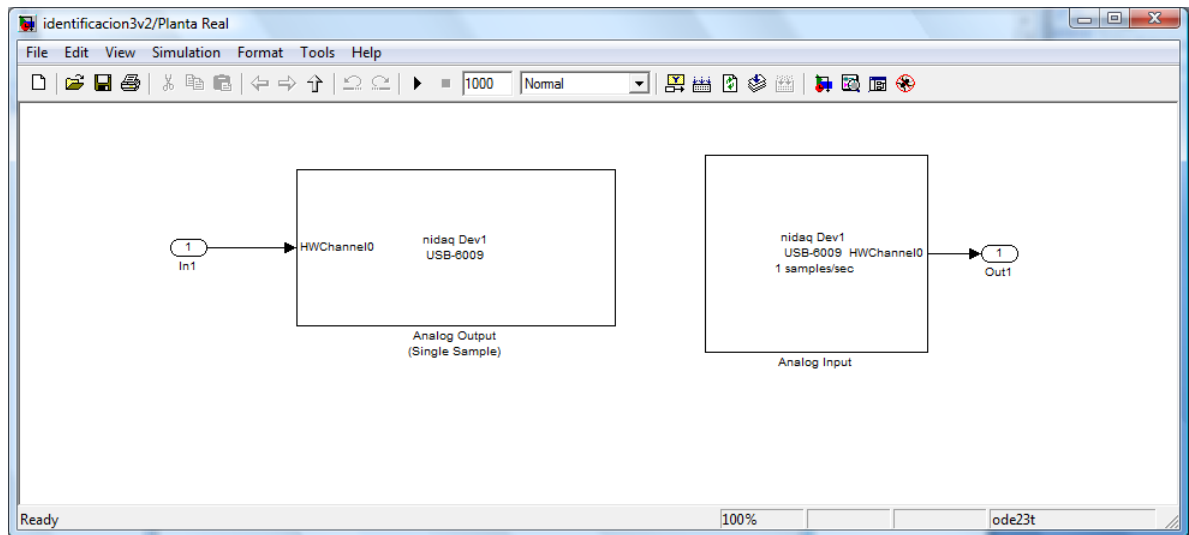 identificacion3v2/Planta Real
File Edit View Simulation Format Tools Help
1000 Normal
HWChannel0
nidaq Dev1
USB-6009
1
In1
Analog Output
(Single Sample)
nidaq Dev1
USB-6009 HWChannel0
1 samples/sec
1
Out1
Analog Input
Ready 100% ode23t